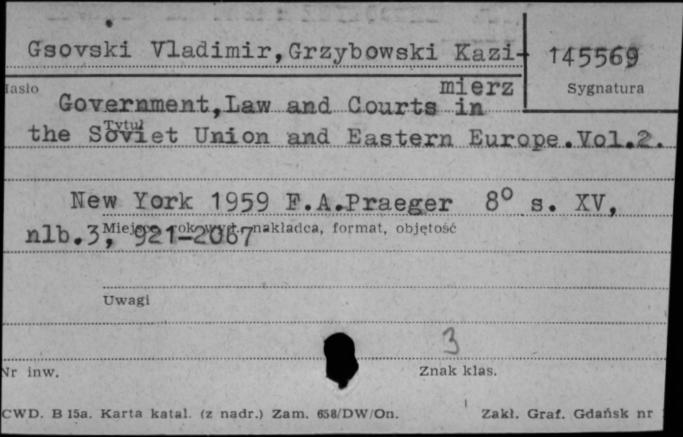 Gsovski Vladimir,Grzybowski Kazi- 145569
mierz
Hasło Sygnatura
Government,Law and Courts in
Tytuł
the Soviet Union and Eastern Europe.Vol.2.
New York 1959 F.A.Praeger 8° s. XV,
Miejsce, rok wyd., nakładca, format, objętość
nlb.3, 921-2067
Uwagi
3
Nr inw. Znak klas.
CWD. B 15a. Karta katal. (z nadr.) Zam. 658/DW/On. Zakł. Graf. Gdańsk nr